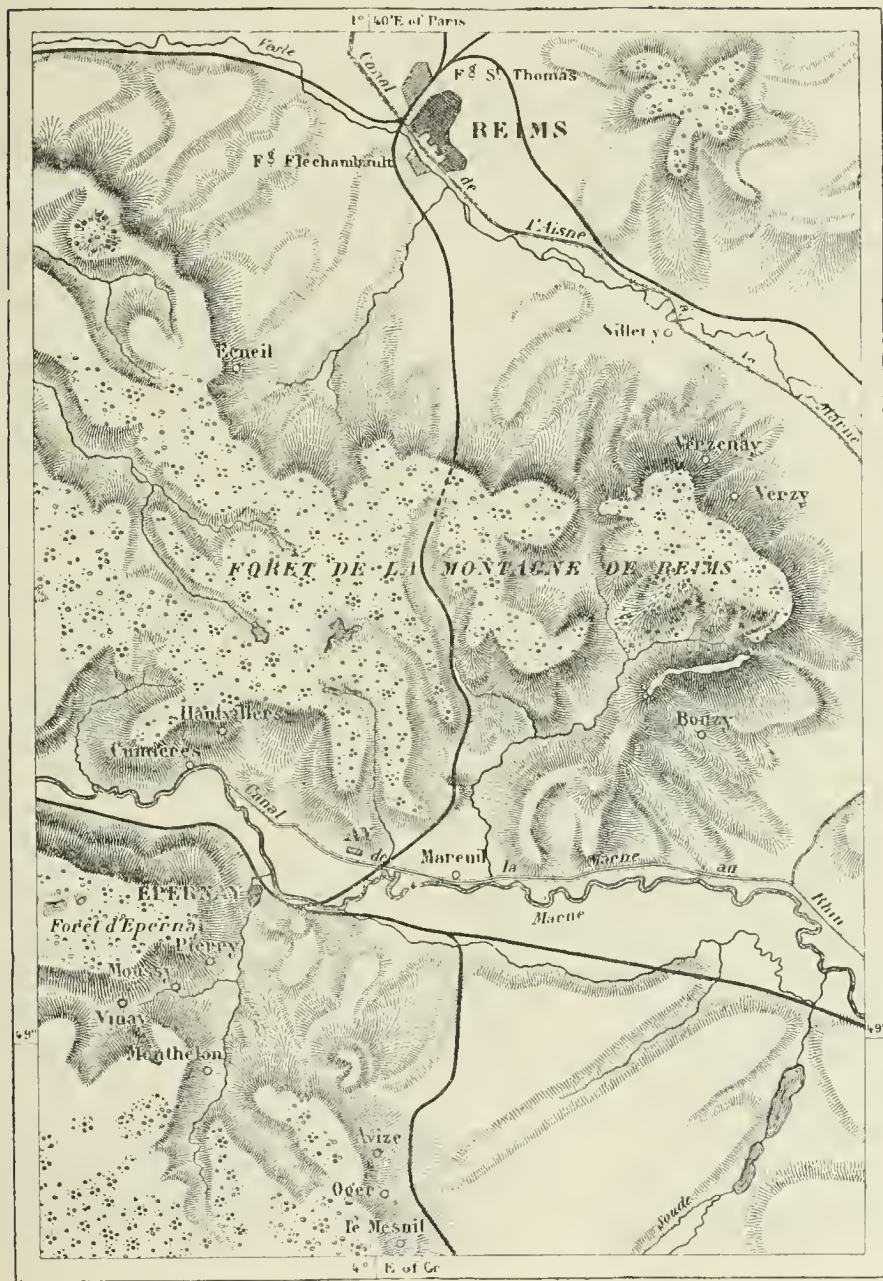 1° 40'E of Paris
Vesle
Canal
Fg St Thomas
REIMS
Fg Fléchambault
de
l'Aisne
à
Sillery
la
Marne
Ecueil
Verzenay
Verzy
FORET DE LA MONTAGNE DE REIMS
Hautvillers
Cumières
Bouzy
Canal
AY
de
Mareuil
la
Marne
au
Rhin
EPERNAY
Marne
Forêt d'Epernai
Pierry
Moussy
Vinay
49°
49°
Monthelon
Avize
Oger
le Mesnil
Soude
4° E of Gr